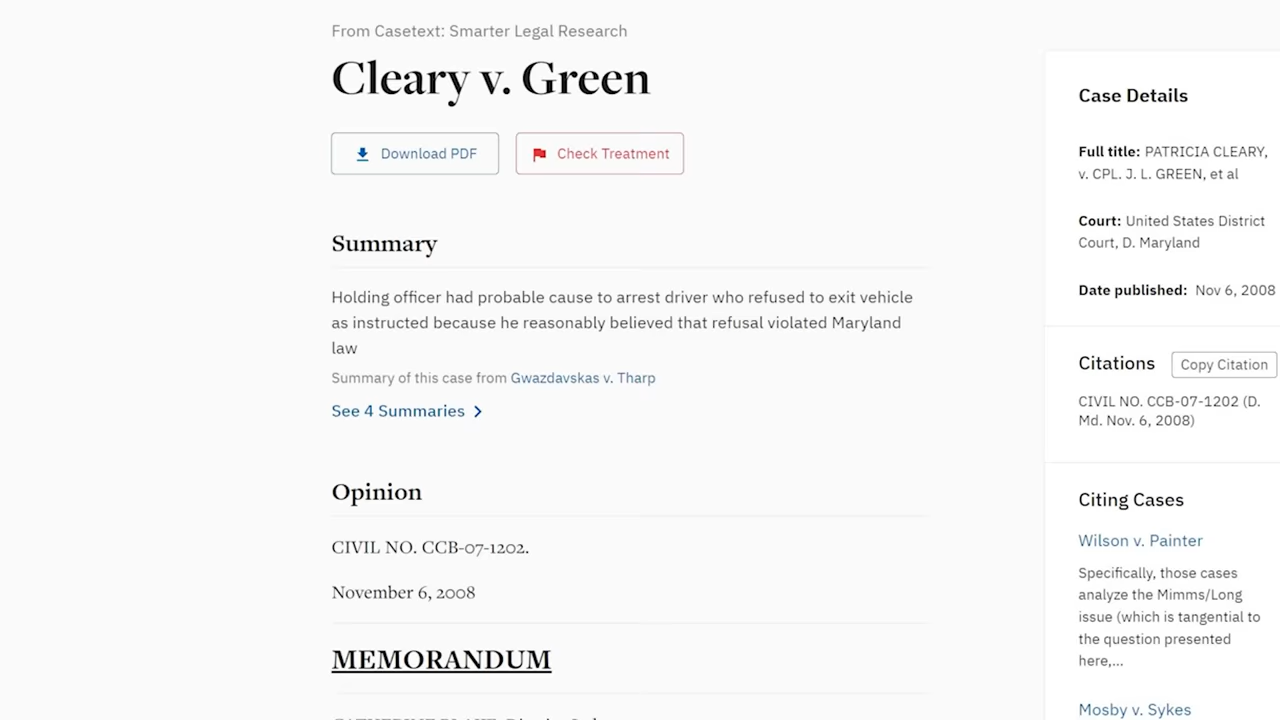 From Casetext: Smarter Legal Research
Cleary v. Green
Download PDF
Check Treatment
Summary
Holding officer had probable cause to arrest driver who refused to exit vehicle
as instructed because he reasonably believed that refusal violated Maryland
law
Summary of this case from Gwazdavskas v. Tharp
See 4 Summaries
Opinion
CIVIL NO. CCB-07-1202.
November 6, 2008
MEMORANDUM
Case Details
Full title: PATRICIA CLEARY,
v. CPL. J. L. GREEN, et al
Court: United States District
Court, D. Maryland
Date published: Nov 6, 2008
Citations
Copy Citation
CIVIL NO. CCB-07-1202 (D.
Md. Nov. 6, 2008)
Citing Cases
Wilson v. Painter
Specifically, those cases
analyze the Mimms/Long
issue (which is tangential to
the question presented
here,...
Mosby v. Sykes